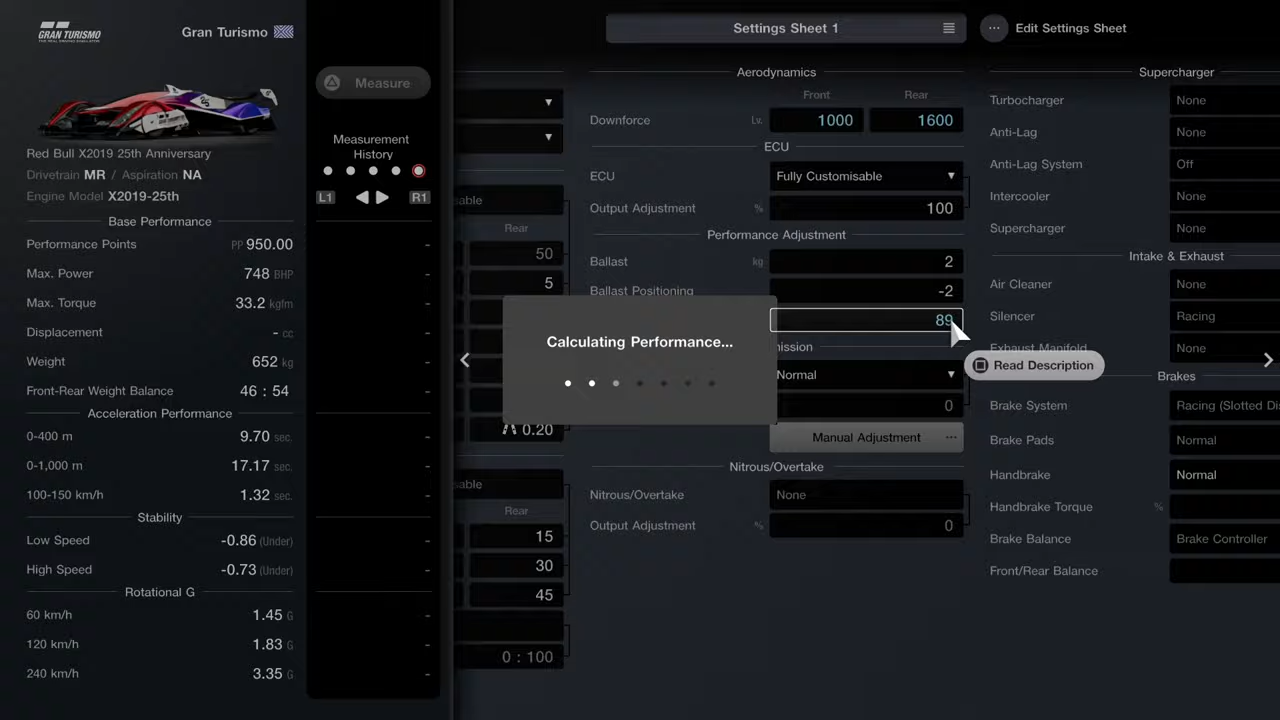 GRAN TURISMO
THE REAL DRIVING SIMULATOR
Gran Turismo
Red Bull X2019 25th Anniversary
Drivetrain MR / Aspiration NA
Engine Model X2019-25th
Base Performance
Performance Points PP 950.00
Max. Power 748 BHP
Max. Torque 33.2 kgfm
Displacement - cc
Weight 652 kg
Front-Rear Weight Balance 46 : 54
Acceleration Performance
0-400 m 9.70 sec.
0-1,000 m 17.17 sec.
100-150 km/h 1.32 sec.
Stability
Low Speed -0.86 (Under)
High Speed -0.73 (Under)
Rotational G
60 km/h 1.45 G
120 km/h 1.83 G
240 km/h 3.35 G
Measure
Measurement
History
L1 R1
Settings Sheet 1
Edit Settings Sheet
Rear
50
5
0.20
Rear
15
30
45
0 : 100
Aerodynamics
Front Rear
Downforce Lv. 1000 1600
ECU
ECU Fully Customisable
Output Adjustment % 100
Performance Adjustment
Ballast kg 2
Ballast Positioning -2
89
Calculating Performance...
Normal
0
Manual Adjustment
Nitrous/Overtake
Nitrous/Overtake None
Output Adjustment % 0
Read Description
Supercharger
Turbocharger None
Anti-Lag None
Anti-Lag System Off
Intercooler None
Supercharger None
Intake & Exhaust
Air Cleaner None
Silencer Racing
Exhaust Manifold None
Brakes
Brake System Racing (Slotted Di
Brake Pads Normal
Handbrake Normal
Handbrake Torque %
Brake Balance Brake Controller
Front/Rear Balance